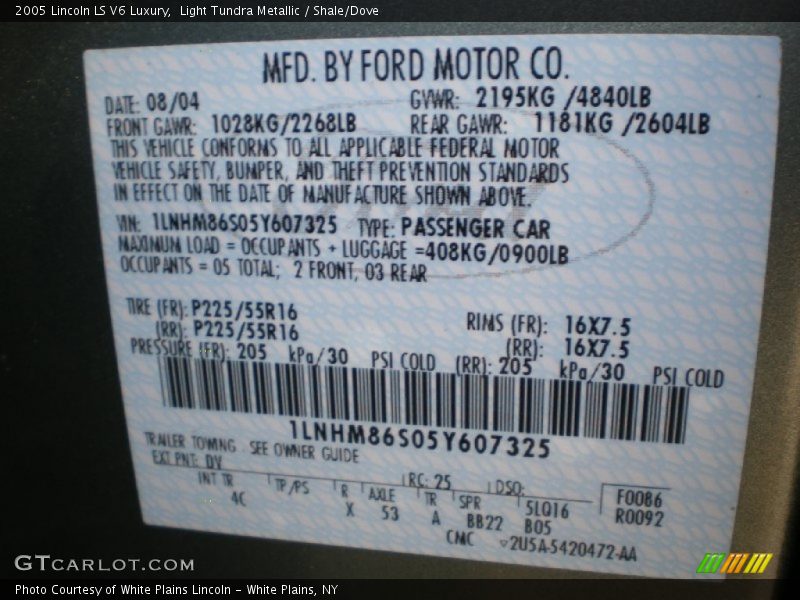 2005 Lincoln LS V6 Luxury,  Light Tundra Metallic / Shale/Dove
MFD. BY FORD MOTOR CO.
DATE: 08/04 GVWR: 2195KG /4840LB
FRONT GAWR: 1028KG/2268LB REAR GAWR: 1181KG /2604LB
THIS VEHICLE CONFORMS TO ALL APPLICABLE FEDERAL MOTOR
VEHICLE SAFETY, BUMPER, AND THEFT PREVENTION STANDARDS
IN EFFECT ON THE DATE OF MANUFACTURE SHOWN ABOVE.
VIN: 1LNHM86S05Y607325 TYPE: PASSENGER CAR
MAXIMUM LOAD = OCCUPANTS + LUGGAGE =408KG/0900LB
OCCUPANTS = 05 TOTAL; 2 FRONT, 03 REAR
TIRE (FR): P225/55R16 RIMS (FR): 16X7.5
(RR): P225/55R16 (RR): 16X7.5
PRESSURE (FR): 205 kPa/30 PSI COLD (RR): 205 kPa/30 PSI COLD
1LNHM86S05Y607325
TRAILER TOWING - SEE OWNER GUIDE
EXT PNT: DV RC: 25 DSO:
INT TR TP/PS R AXLE TR SPR 5LQ16 F0086
4C X 53 A BB22 B05 R0092
CMC ▿2U5A-5420472-AA
GTCARLOT.COM
Photo Courtesy of White Plains Lincoln - White Plains, NY